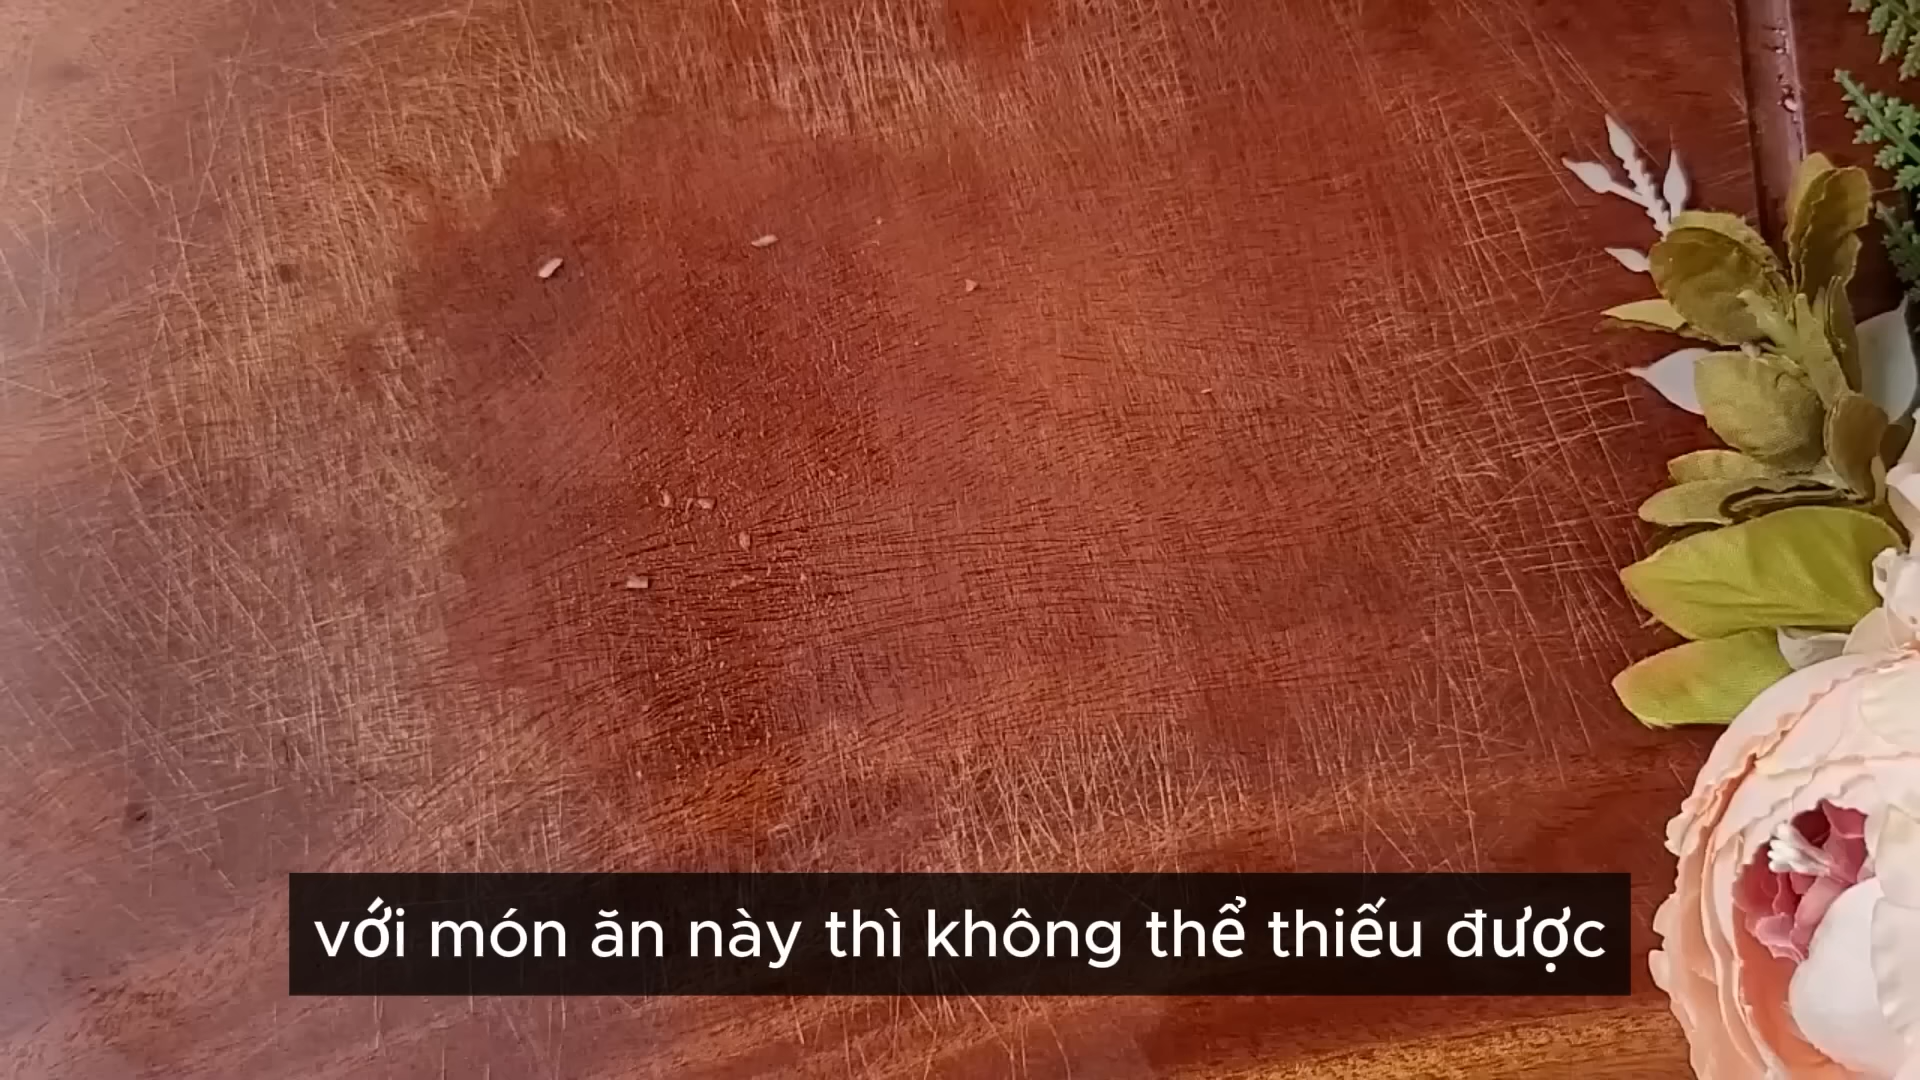 với món ăn này thì không thể thiếu được